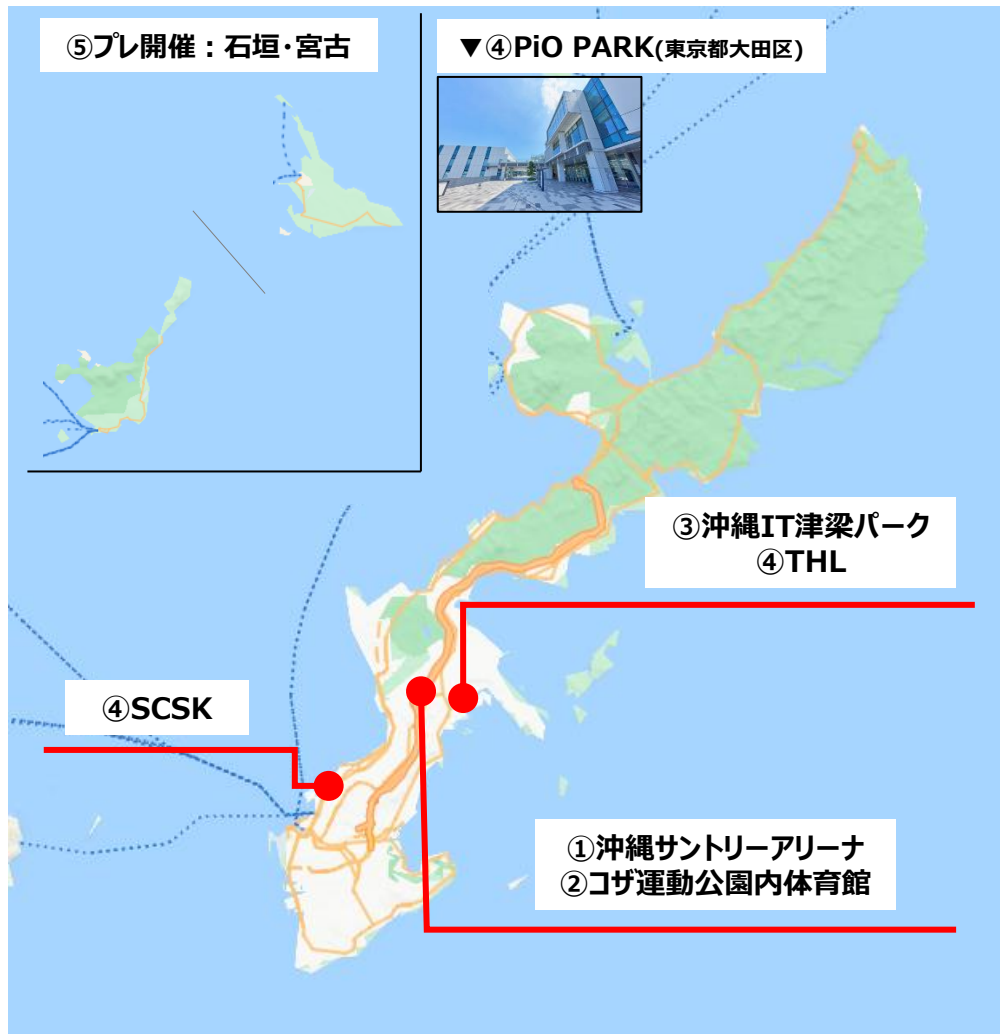 ⑤プレ開催：石垣・宮古
▼④PiO PARK(東京都大田区)
③沖縄IT津梁パーク
④THL
④SCSK
①沖縄サントリーアリーナ
②コザ運動公園内体育館